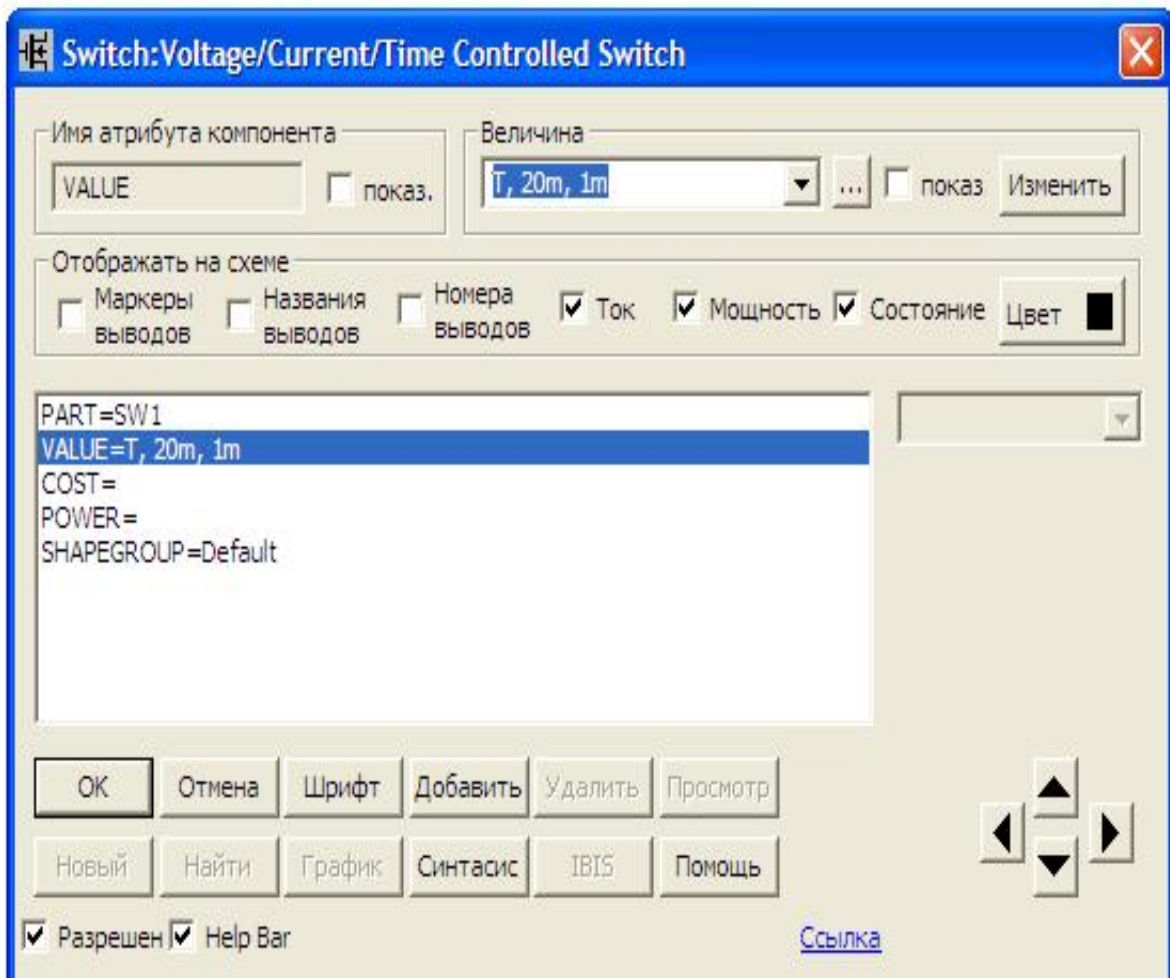 Switch:Voltage/Current/Time Controlled Switch
Имя атрибута компонента
VALUE
показ.
Величина
T, 20m, 1m
...
показ
Изменить
Отображать на схеме
Маркеры
выводов
Названия
выводов
Номера
выводов
Ток
Мощность
Состояние
Цвет
PART=SW1
VALUE=T, 20m, 1m
COST=
POWER=
SHAPEGROUP=Default
OK
Отмена
Шрифт
Добавить
Удалить
Просмотр
Новый
Найти
График
Синтасис
IBIS
Помощь
Разрешен
Help Bar
Ссылка